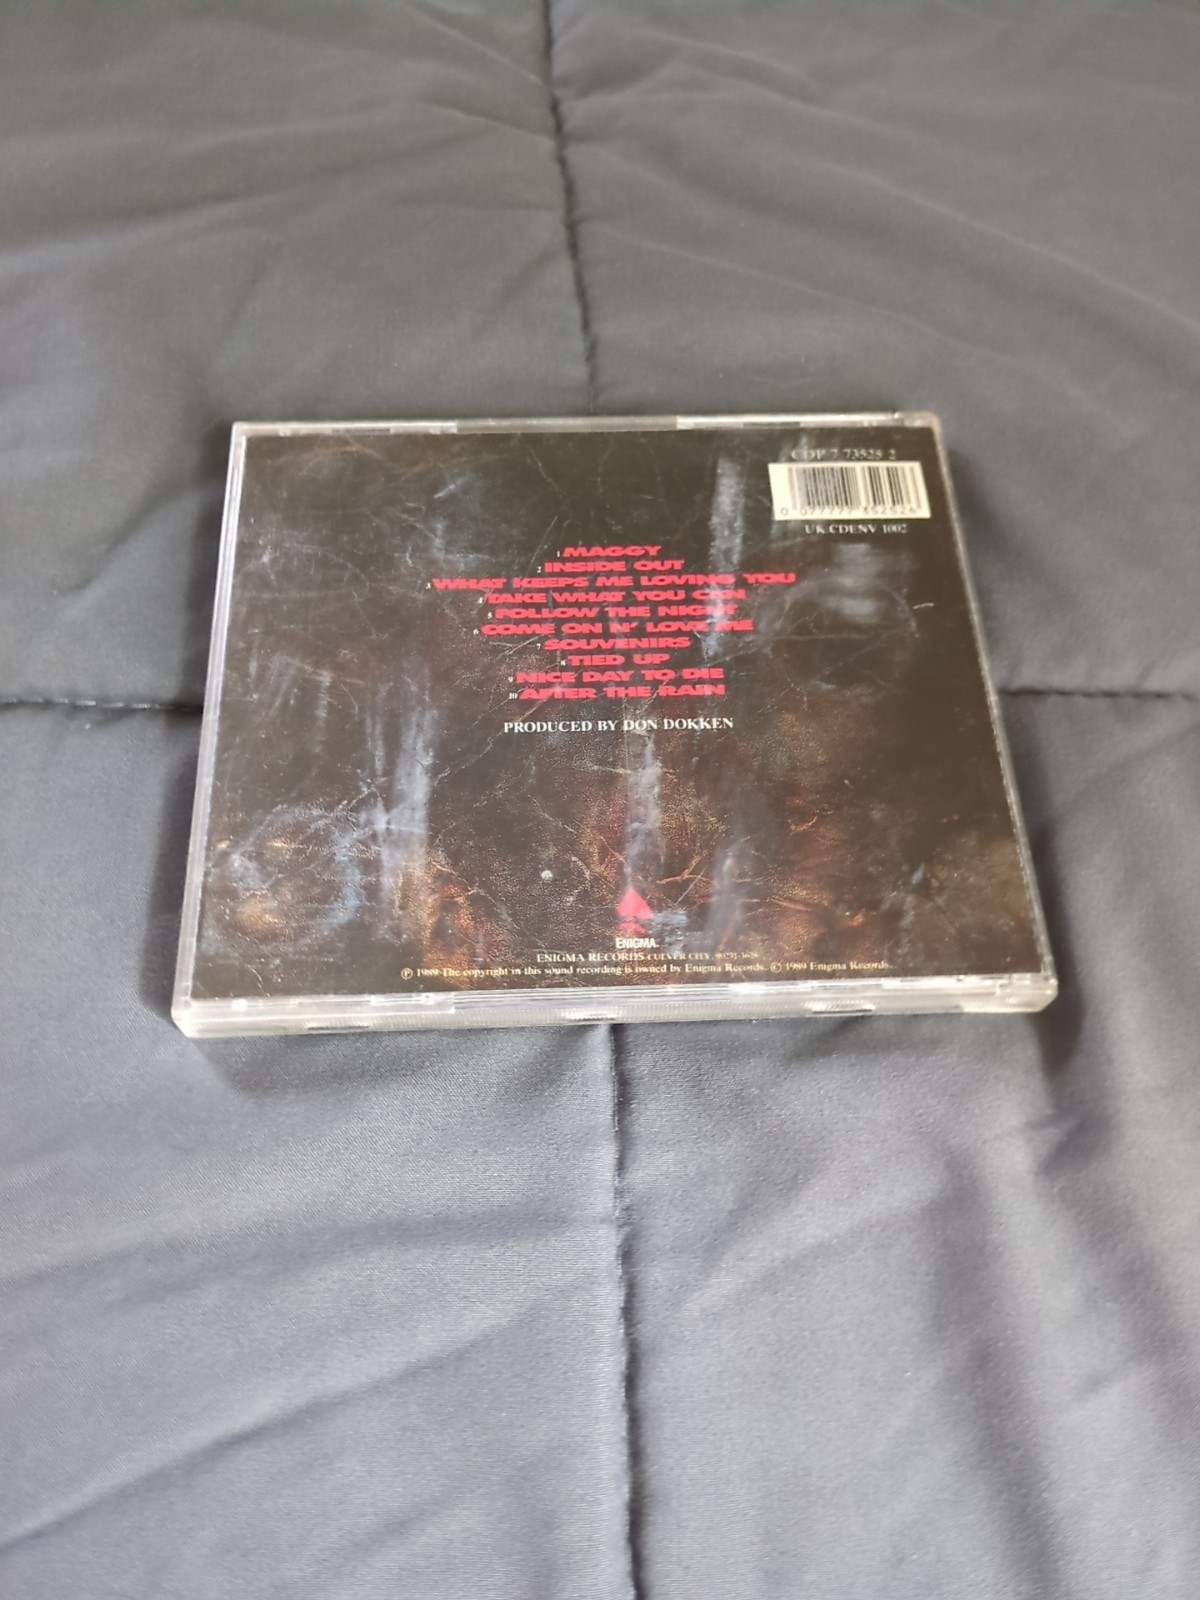 CDP 7 73525 2
0 077777 352526
UK:CDENV 1002
1 MAGGY
2 INSIDE OUT
3 WHAT KEEPS ME LOVING YOU
4 TAKE WHAT YOU CAN
5 FOLLOW THE NIGHT
6 COME ON N' LOVE ME
7 SOUVENIRS
8 TIED UP
9 NICE DAY TO DIE
10 AFTER THE RAIN
PRODUCED BY DON DOKKEN
ENIGMA.
ENIGMA RECORDS CULVER CITY,
℗ 1989 The copyright in this sound recording is owned by Enigma Records. © 1989 Enigma Records.